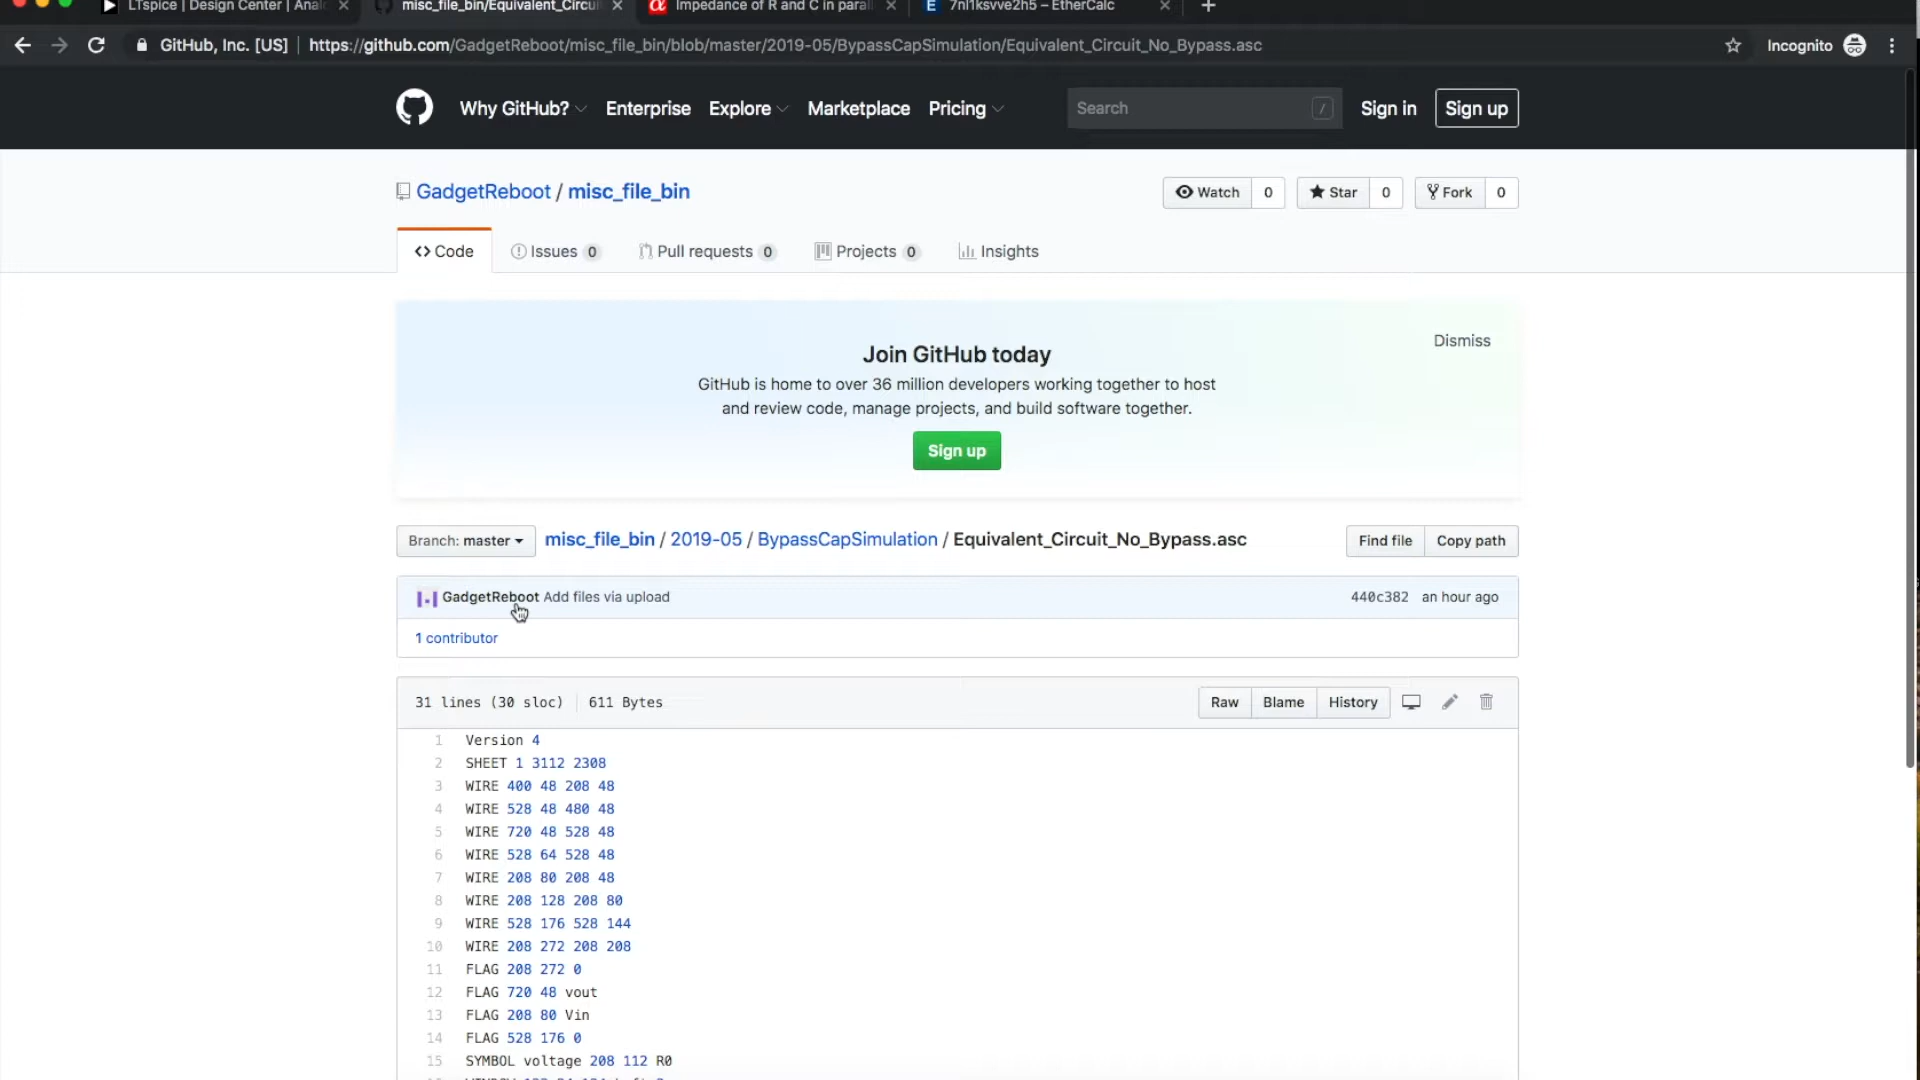 LTspice | Design Center | Anal
misc_file_bin/Equivalent_Circui
Impedance of R and C in paral
7nl1ksvve2h5 – EtherCalc
GitHub, Inc. [US] https://github.com/GadgetReboot/misc_file_bin/blob/master/2019-05/BypassCapSimulation/Equivalent_Circuit_No_Bypass.asc Incognito
Why GitHub? Enterprise Explore Marketplace Pricing Search / Sign in Sign up
GadgetReboot / misc_file_bin
Watch 0 Star 0 Fork 0
Code Issues 0 Pull requests 0 Projects 0 Insights
Dismiss
Join GitHub today
GitHub is home to over 36 million developers working together to host
and review code, manage projects, and build software together.
Sign up
Branch: master misc_file_bin / 2019-05 / BypassCapSimulation / Equivalent_Circuit_No_Bypass.asc Find file Copy path
GadgetReboot Add files via upload 440c382 an hour ago
1 contributor
31 lines (30 sloc) 611 Bytes Raw Blame History
1 Version 4
2 SHEET 1 3112 2308
3 WIRE 400 48 208 48
4 WIRE 528 48 480 48
5 WIRE 720 48 528 48
6 WIRE 528 64 528 48
7 WIRE 208 80 208 48
8 WIRE 208 128 208 80
9 WIRE 528 176 528 144
10 WIRE 208 272 208 208
11 FLAG 208 272 0
12 FLAG 720 48 vout
13 FLAG 208 80 Vin
14 FLAG 528 176 0
15 SYMBOL voltage 208 112 R0